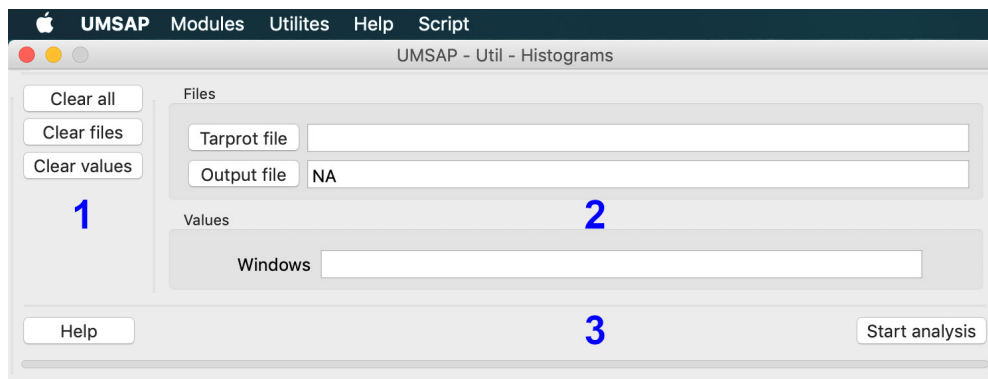 UMSAP Modules Utilites Help Script
UMSAP - Util - Histograms
Clear all
Clear files
Clear values
1
Files
Tarprot file
Output file NA
2
Values
Windows
Help
3
Start analysis